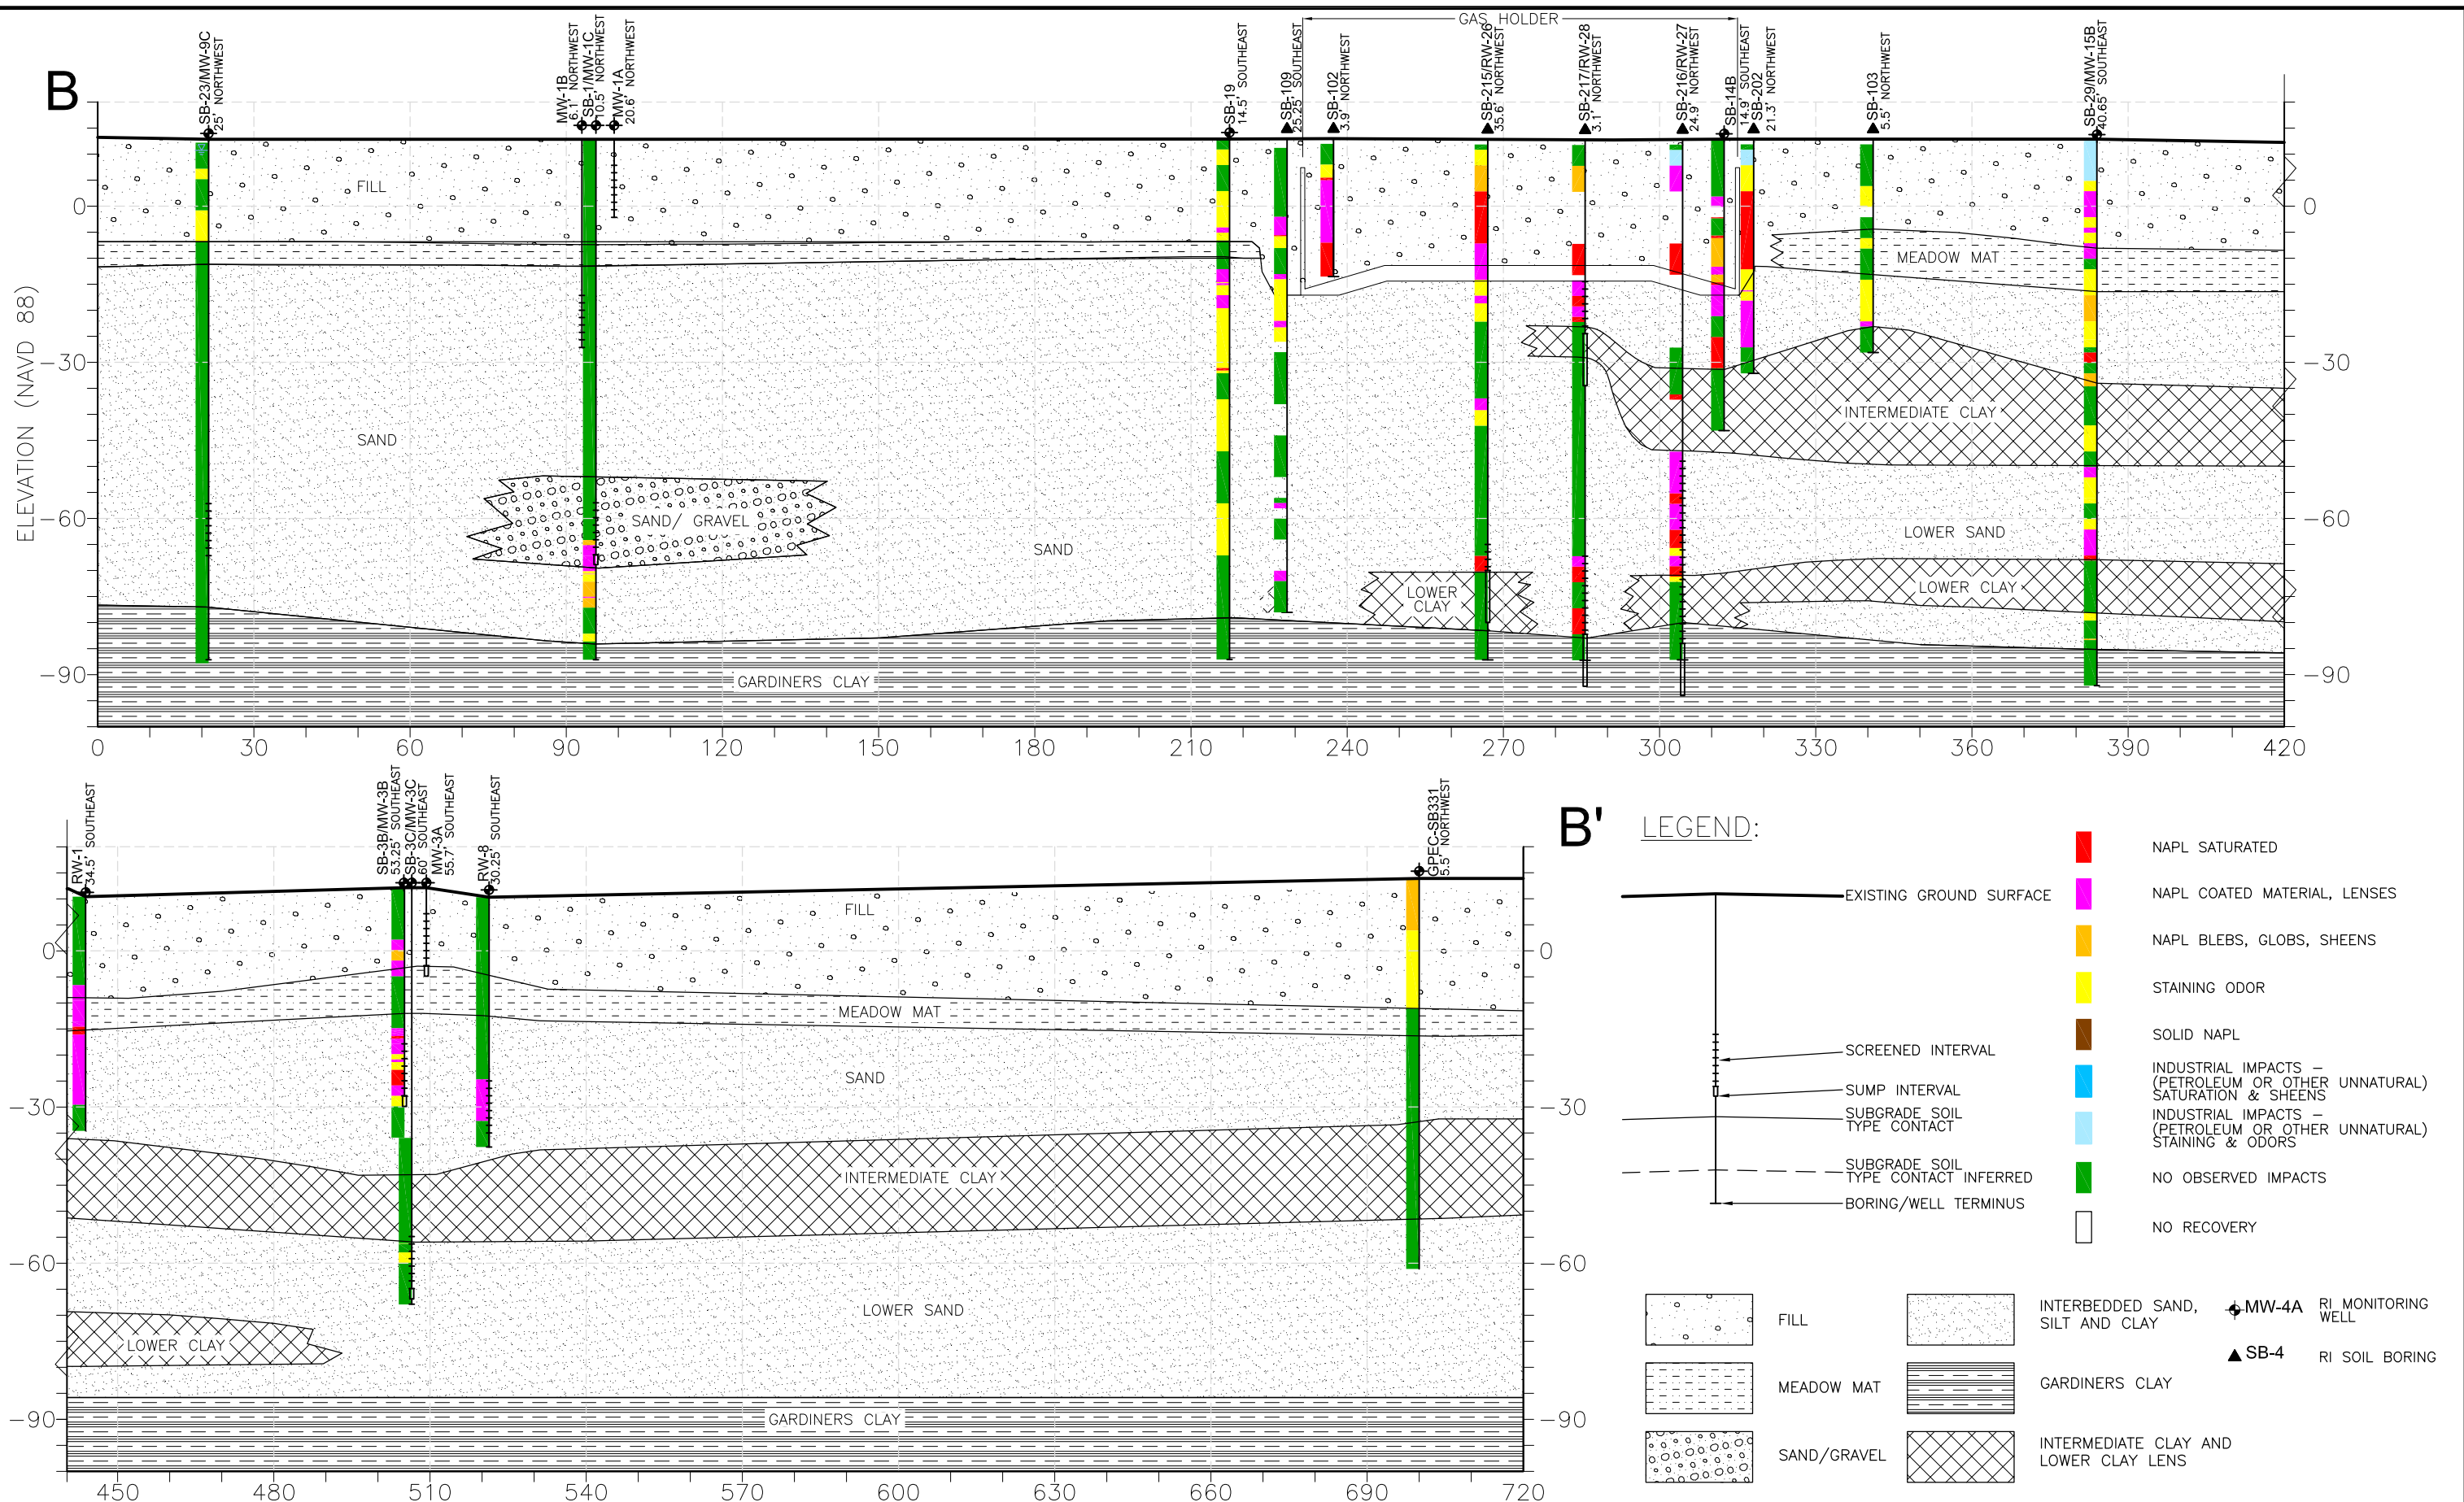 B
GAS HOLDER
SB-23/MW-9C
25' NORTHWEST
MW-1B
6.1' NORTHWEST
SB-1/MW-1C
10.5' NORTHWEST
MW-1A
20.6' NORTHWEST
SB-19
14.5' SOUTHEAST
SB-109
25.25' SOUTHEAST
SB-102
3.9' NORTHWEST
SB-215/RW-26
35.6' NORTHWEST
SB-217/RW-28
3.1' NORTHWEST
SB-216/RW-27
24.9' NORTHWEST
SB-14B
14.9' SOUTHEAST
SB-202
21.3' NORTHWEST
SB-103
5.5' NORTHWEST
SB-29/MW-15B
40.65' SOUTHEAST
ELEVATION (NAVD 88)
0
-30
-60
-90
FILL
SAND
SAND/ GRAVEL
SAND
GARDINERS CLAY
LOWER
CLAY
MEADOW MAT
INTERMEDIATE CLAY
LOWER SAND
LOWER CLAY
0
-30
-60
-90
0 30 60 90 120 150 180 210 240 270 300 330 360 390 420
RW-1
34.5' SOUTHEAST
SB-3B/MW-3B
53.25' SOUTHEAST
SB-3C/MW-3C
60' SOUTHEAST
MW-3A
55.7' SOUTHEAST
RW-8
30.25' SOUTHEAST
GPEC-SB331
5.5' NORTHWEST
B'
0
-30
-60
-90
FILL
MEADOW MAT
SAND
INTERMEDIATE CLAY
LOWER SAND
LOWER CLAY
GARDINERS CLAY
0
-30
-60
-90
450 480 510 540 570 600 630 660 690 720
LEGEND:
EXISTING GROUND SURFACE
SCREENED INTERVAL
SUMP INTERVAL
SUBGRADE SOIL
TYPE CONTACT
SUBGRADE SOIL
TYPE CONTACT INFERRED
BORING/WELL TERMINUS
NAPL SATURATED
NAPL COATED MATERIAL, LENSES
NAPL BLEBS, GLOBS, SHEENS
STAINING ODOR
SOLID NAPL
INDUSTRIAL IMPACTS –
(PETROLEUM OR OTHER UNNATURAL)
SATURATION & SHEENS
INDUSTRIAL IMPACTS –
(PETROLEUM OR OTHER UNNATURAL)
STAINING & ODORS
NO OBSERVED IMPACTS
NO RECOVERY
FILL
MEADOW MAT
SAND/GRAVEL
INTERBEDDED SAND,
SILT AND CLAY
GARDINERS CLAY
INTERMEDIATE CLAY AND
LOWER CLAY LENS
MW-4A RI MONITORING
WELL
SB-4 RI SOIL BORING